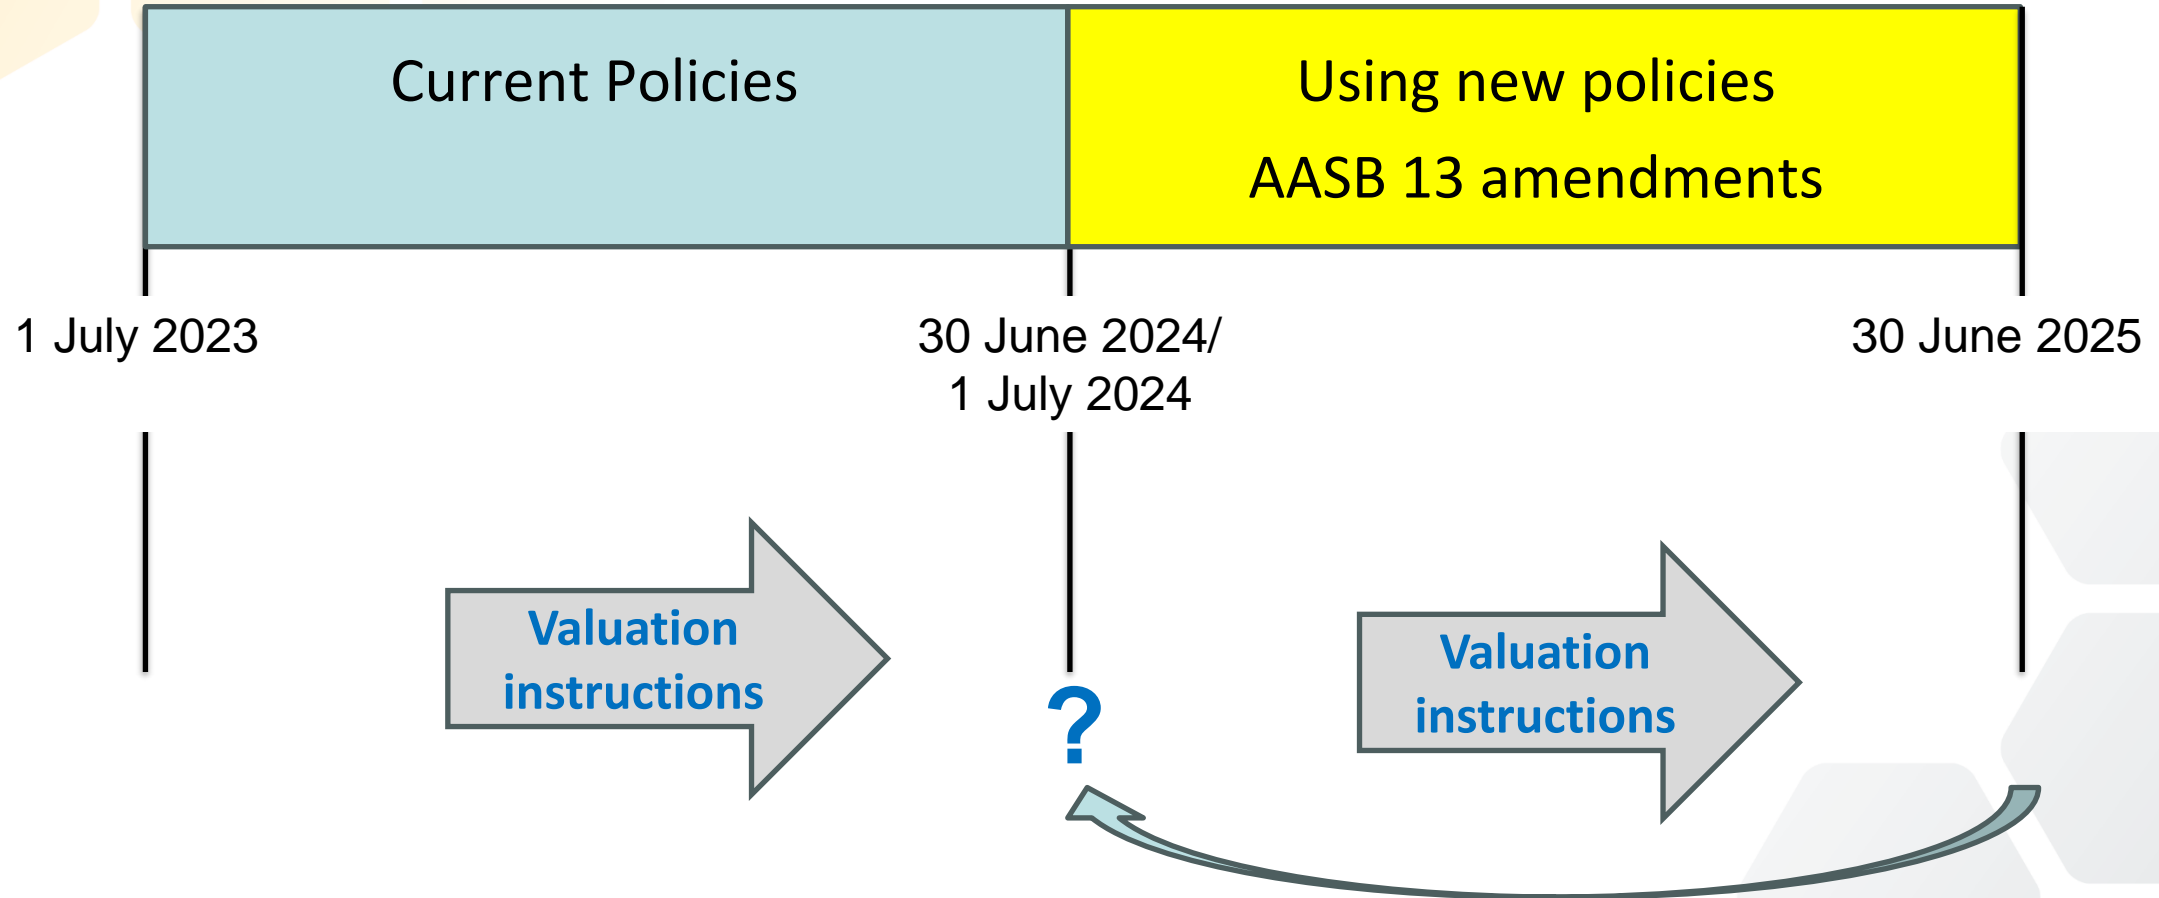 Current Policies
Using new policies
AASB 13 amendments
1 July 2023
30 June 2024/
1 July 2024
30 June 2025
Valuation
instructions
Valuation
instructions
?